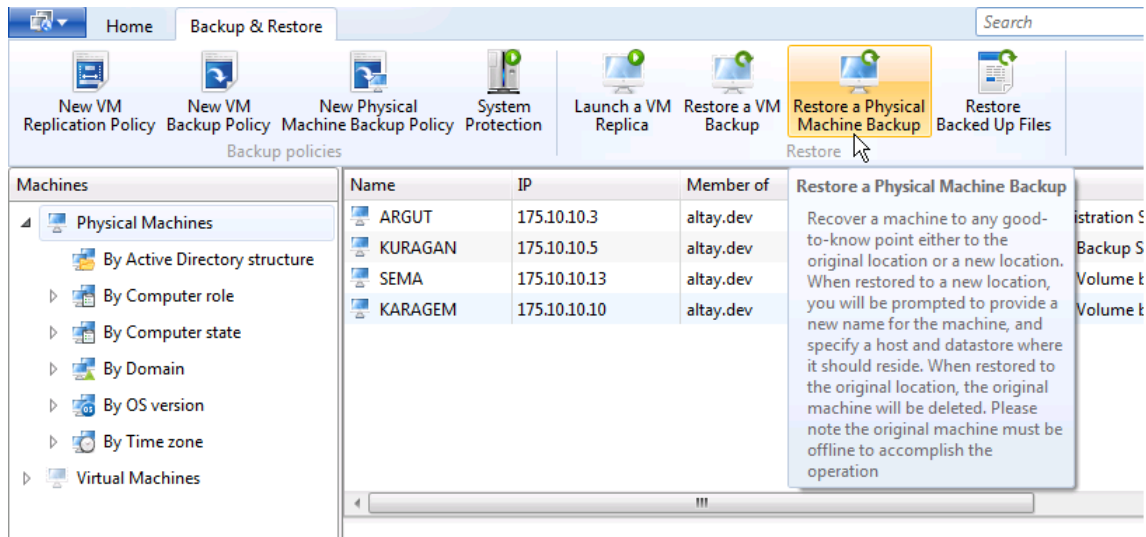 Home Backup & Restore Search
New VM New VM New Physical System Launch a VM Restore a VM Restore a Physical Restore
Replication Policy Backup Policy Machine Backup Policy Protection Replica Backup Machine Backup Backed Up Files
Backup policies Restore
Machines
Physical Machines
By Active Directory structure
By Computer role
By Computer state
By Domain
By OS version
By Time zone
Virtual Machines
Name IP Member of
ARGUT 175.10.10.3 altay.dev
KURAGAN 175.10.10.5 altay.dev Backup S
SEMA 175.10.10.13 altay.dev Volume b
KARAGEM 175.10.10.10 altay.dev Volume b
Restore a Physical Machine Backup
Recover a machine to any good-
to-know point either to the
original location or a new location.
When restored to a new location,
you will be prompted to provide a
new name for the machine, and
specify a host and datastore where
it should reside. When restored to
the original location, the original
machine will be deleted. Please
note the original machine must be
offline to accomplish the
operation